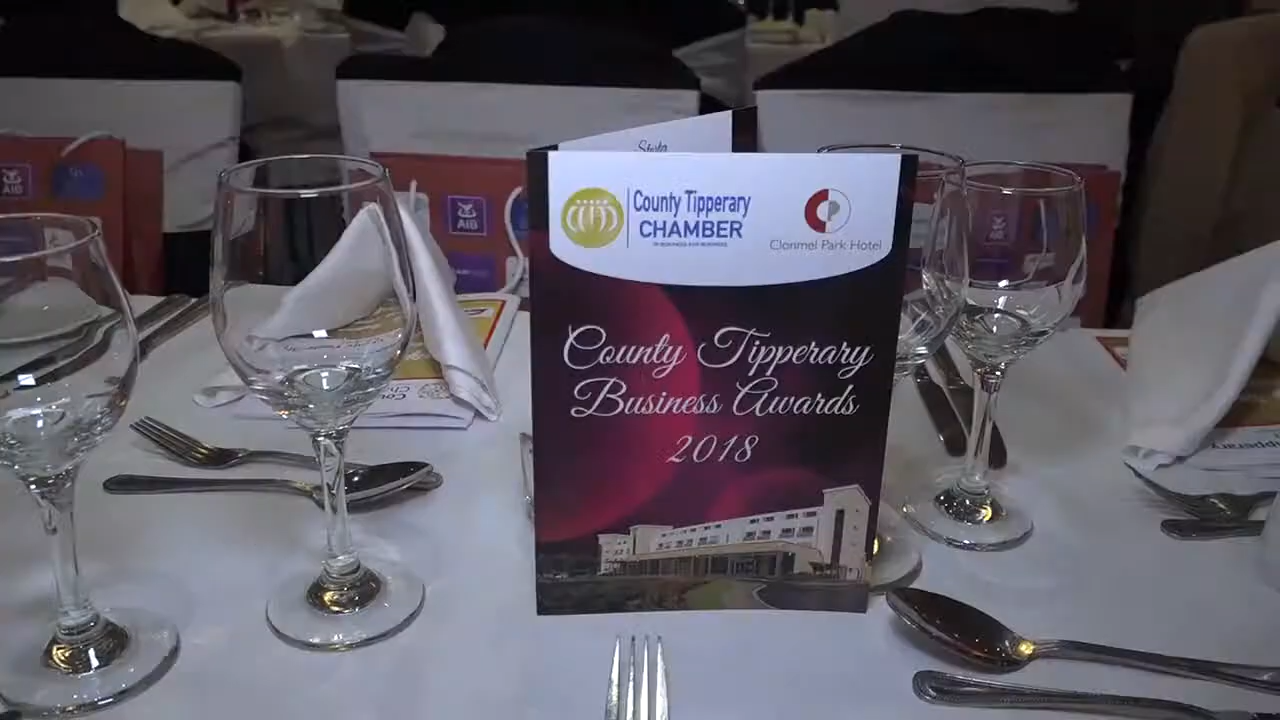 AIB
AIB
County Tipperary
CHAMBER
Clonmel Park Hotel
County Tipperary
Business Awards
2018